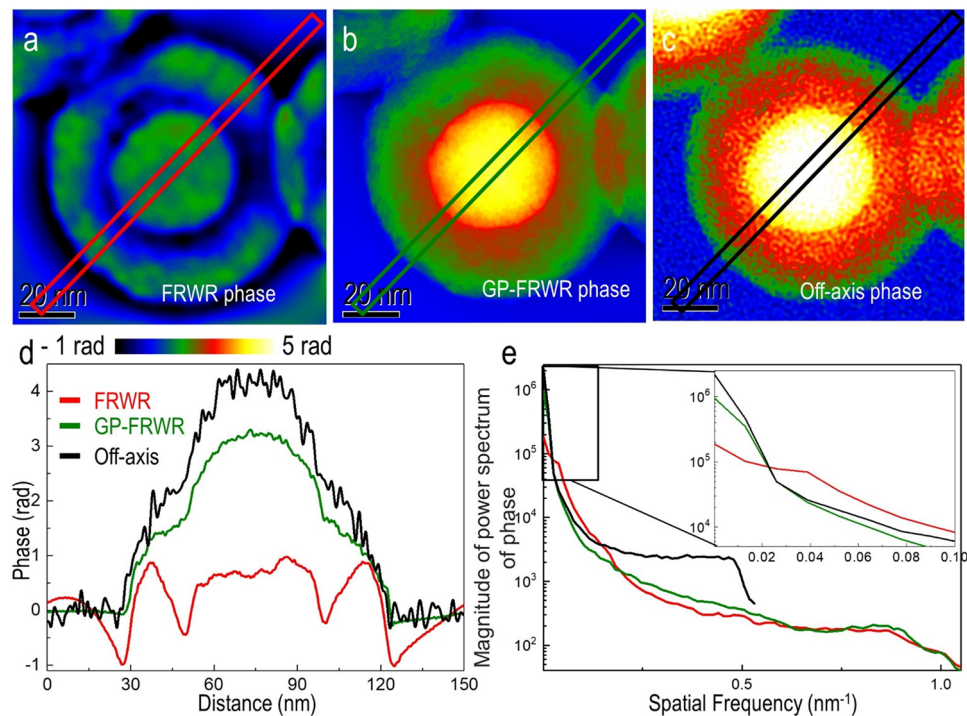 a
b
c
20 nm
FRWR phase
20 nm
GP-FRWR phase
20 nm
Off-axis phase
d
- 1 rad
5 rad
FRWR
GP-FRWR
Off-axis
4
3
2
1
0
-1
Phase (rad)
0
30
60
90
120
150
Distance (nm)
e
10⁶
10⁵
10⁴
10³
10²
Magnitude of power spectrum
of phase
0.5
1.0
Spatial Frequency (nm⁻¹)
10⁶
10⁵
10⁴
0.02
0.04
0.06
0.08
0.10